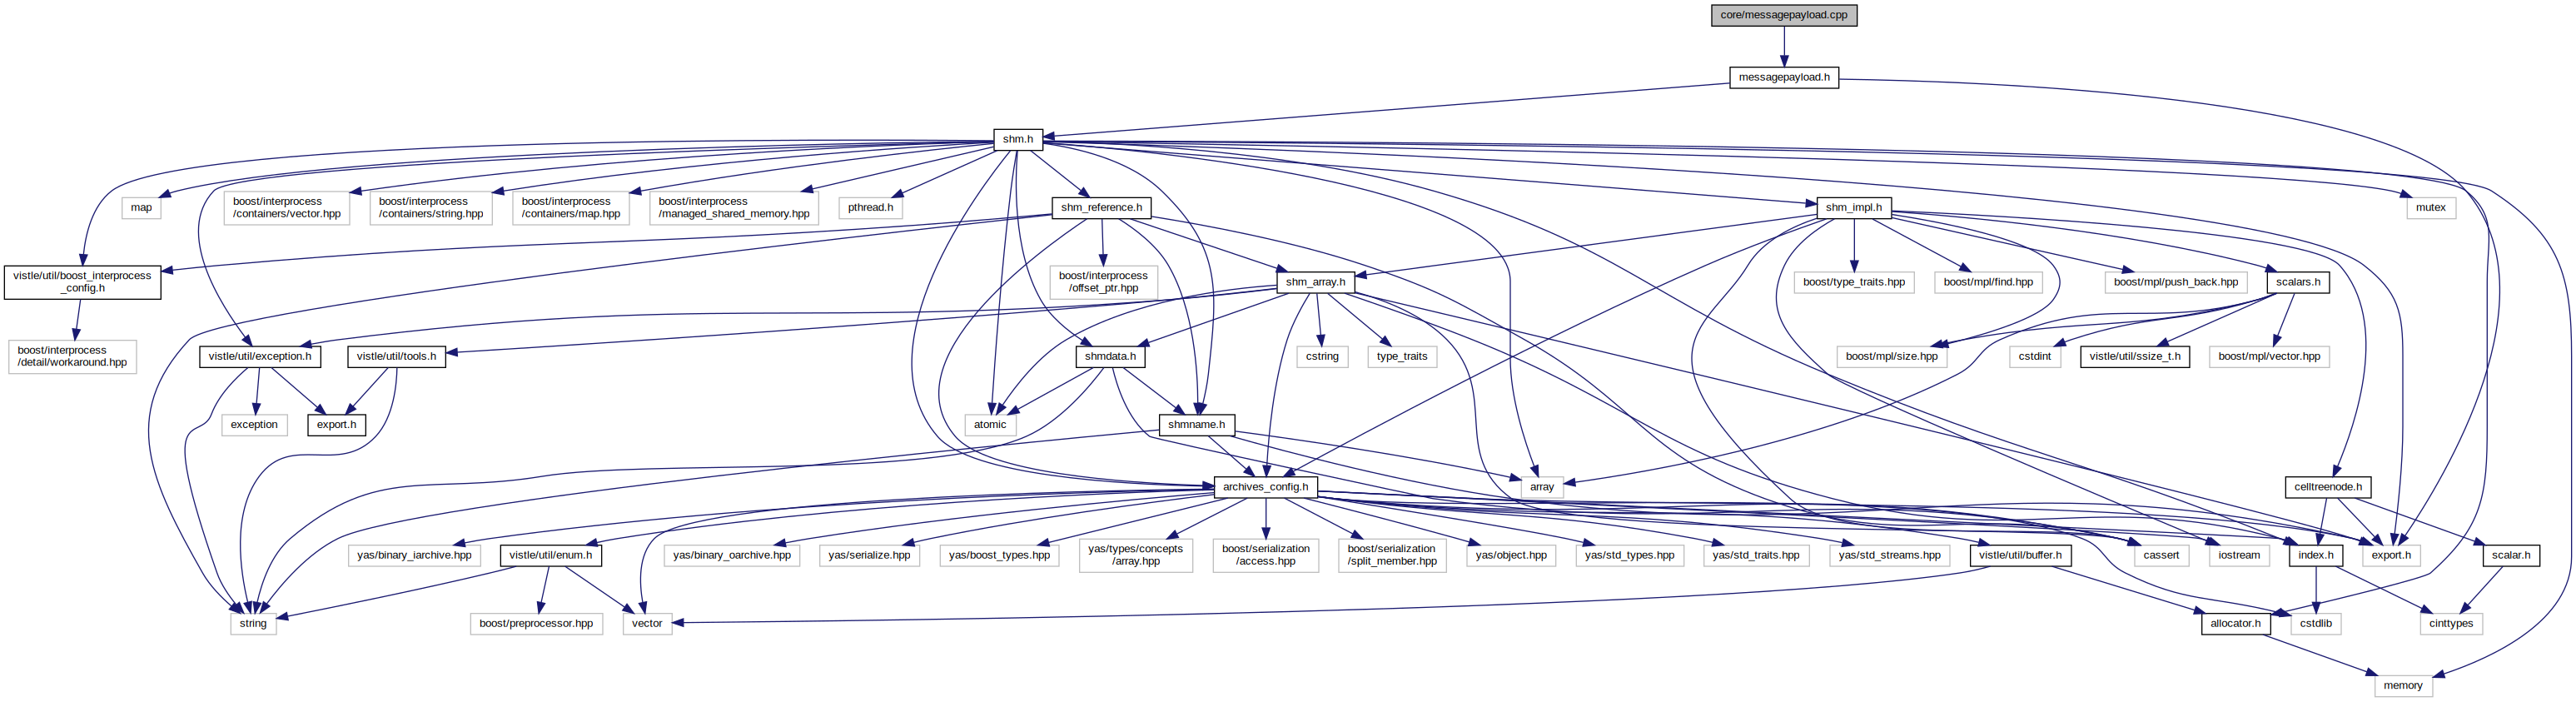 core/messagepayload.cpp
messagepayload.h
shm.h
map
boost/interprocess
/containers/vector.hpp
boost/interprocess
/containers/string.hpp
boost/interprocess
/containers/map.hpp
boost/interprocess
/managed_shared_memory.hpp
pthread.h
shm_reference.h
shm_impl.h
mutex
vistle/util/boost_interprocess
_config.h
boost/interprocess
/offset_ptr.hpp
shm_array.h
boost/type_traits.hpp
boost/mpl/find.hpp
boost/mpl/push_back.hpp
scalars.h
boost/interprocess
/detail/workaround.hpp
vistle/util/exception.h
vistle/util/tools.h
shmdata.h
cstring
type_traits
boost/mpl/size.hpp
cstdint
vistle/util/ssize_t.h
boost/mpl/vector.hpp
exception
export.h
atomic
shmname.h
archives_config.h
array
celltreenode.h
yas/binary_iarchive.hpp
vistle/util/enum.h
yas/binary_oarchive.hpp
yas/serialize.hpp
yas/boost_types.hpp
yas/types/concepts
/array.hpp
boost/serialization
/access.hpp
boost/serialization
/split_member.hpp
yas/object.hpp
yas/std_types.hpp
yas/std_traits.hpp
yas/std_streams.hpp
vistle/util/buffer.h
cassert
iostream
index.h
export.h
scalar.h
string
boost/preprocessor.hpp
vector
allocator.h
cstdlib
cinttypes
memory